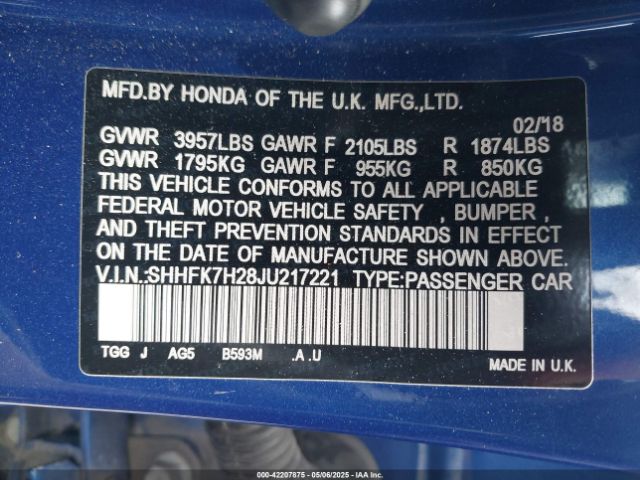 MFD.BY HONDA OF THE U.K. MFG.,LTD.
02/18
GVWR 3957LBS GAWR F 2105LBS R 1874LBS
GVWR 1795KG GAWR F 955KG R 850KG
THIS VEHICLE CONFORMS TO ALL APPLICABLE
FEDERAL MOTOR VEHICLE SAFETY , BUMPER ,
AND THEFT PREVENTION STANDARDS IN EFFECT
ON THE DATE OF MANUFACTURE SHOWN ABOVE.
V.I.N.:SHHFK7H28JU217221 TYPE:PASSENGER CAR
TGG J AG5 B593M .A .U
MADE IN U.K.
000-42207875 - 05/06/2025 - IAA Inc.